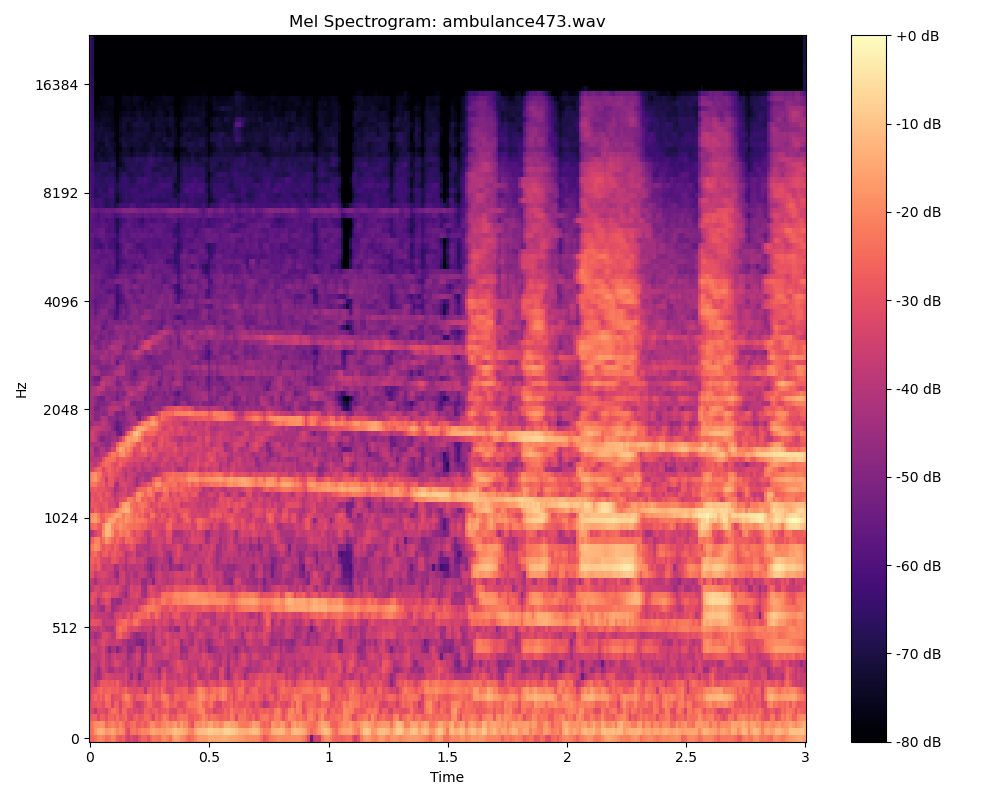 Mel Spectrogram: ambulance473.wav
+0 dB
16384
-10 dB
8192
-20 dB
4096
-30 dB
Hz
2048
-40 dB
-50 dB
1024
-60 dB
512
-70 dB
0
-80 dB
0 0.5 1 1.5 2 2.5 3
Time